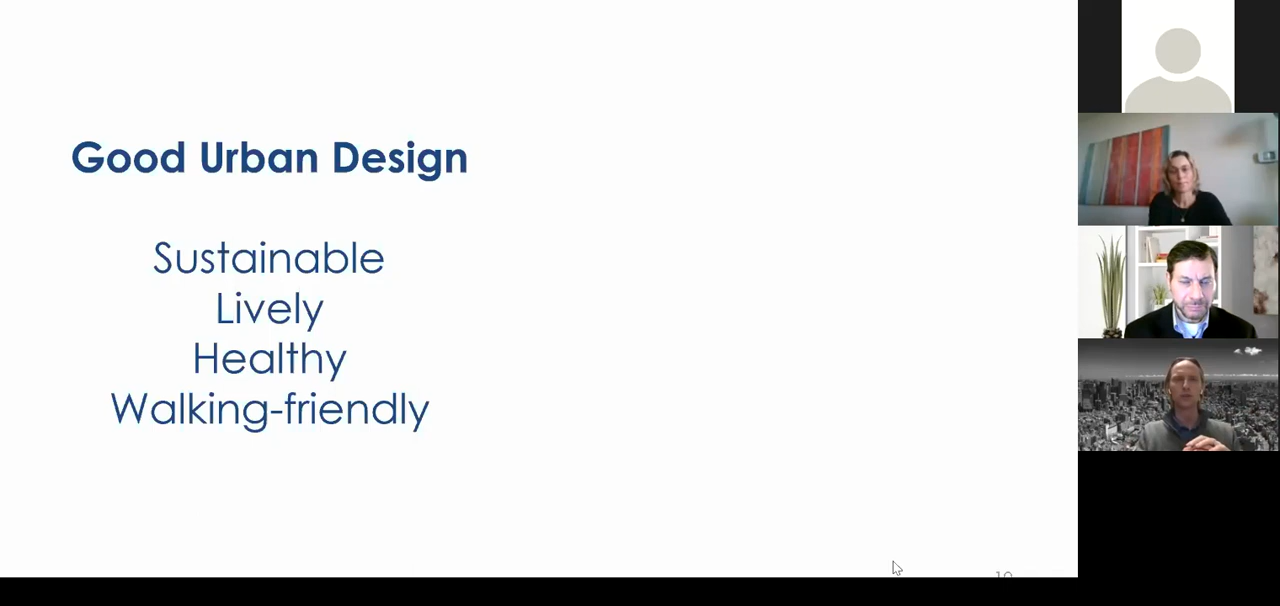 Good Urban Design
Sustainable
Lively
Healthy
Walking-friendly